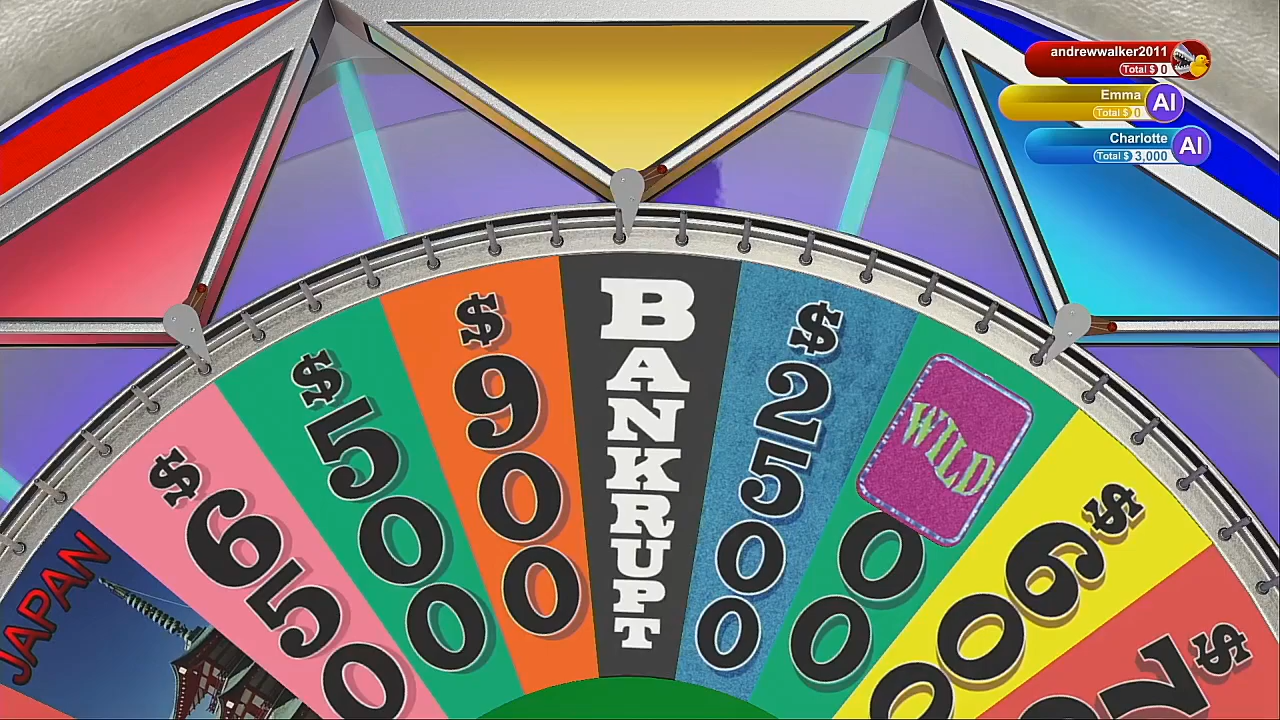 andrewwalker2011
Total $ 0
Emma
AI
Total $ 0
Charlotte
AI
Total $ 3,000
JAPAN
$650
$500
$900
BANKRUPT
$2500
WILD
00
$900
$